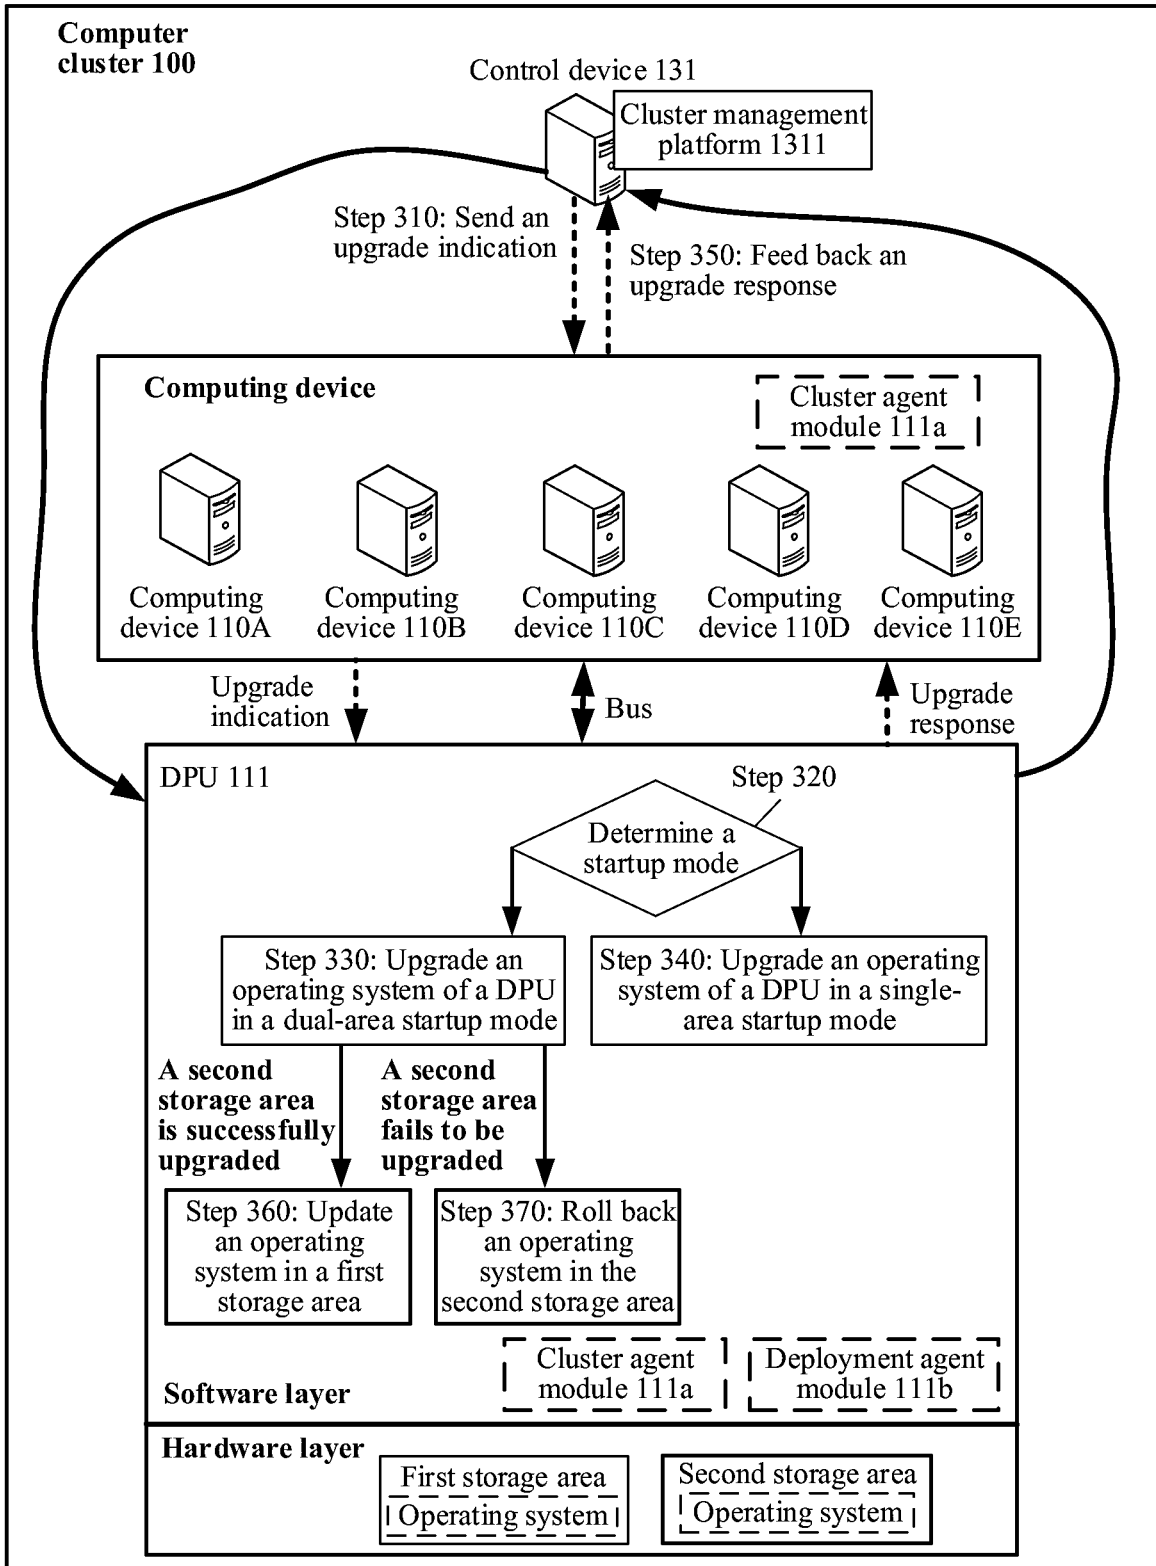 Computer
cluster 100
Control device 131
Cluster management
platform 1311
Step 310: Send an
upgrade indication
Step 350: Feed back an
upgrade response
Computing device
Cluster agent
module 111a
Computing
device 110A
Computing
device 110B
Computing
device 110C
Computing
device 110D
Computing
device 110E
Upgrade
indication
Bus
Upgrade
response
DPU 111
Step 320
Determine a
startup mode
Step 330: Upgrade an
operating system of a DPU
in a dual-area startup mode
Step 340: Upgrade an operating
system of a DPU in a single-
area startup mode
A second
storage area
is successfully
upgraded
A second
storage area
fails to be
upgraded
Step 360: Update
an operating
system in a first
storage area
Step 370: Roll back
an operating
system in the
second storage area
Cluster agent
module 111a
Deployment agent
module 111b
Software layer
Hardware layer
First storage area
Operating system
Second storage area
Operating system